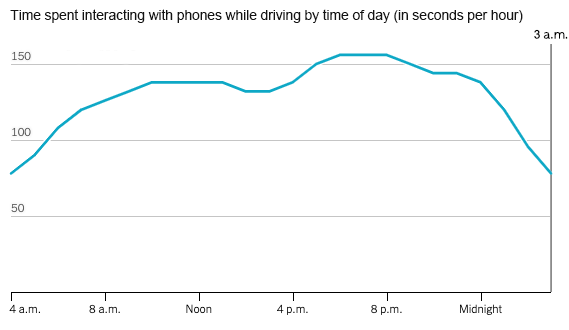 Time spent interacting with phones while driving by time of day (in seconds per hour)
3 a.m.
150
100
50
4 a.m.
8 a.m.
Noon
4 p.m.
8 p.m.
Midnight